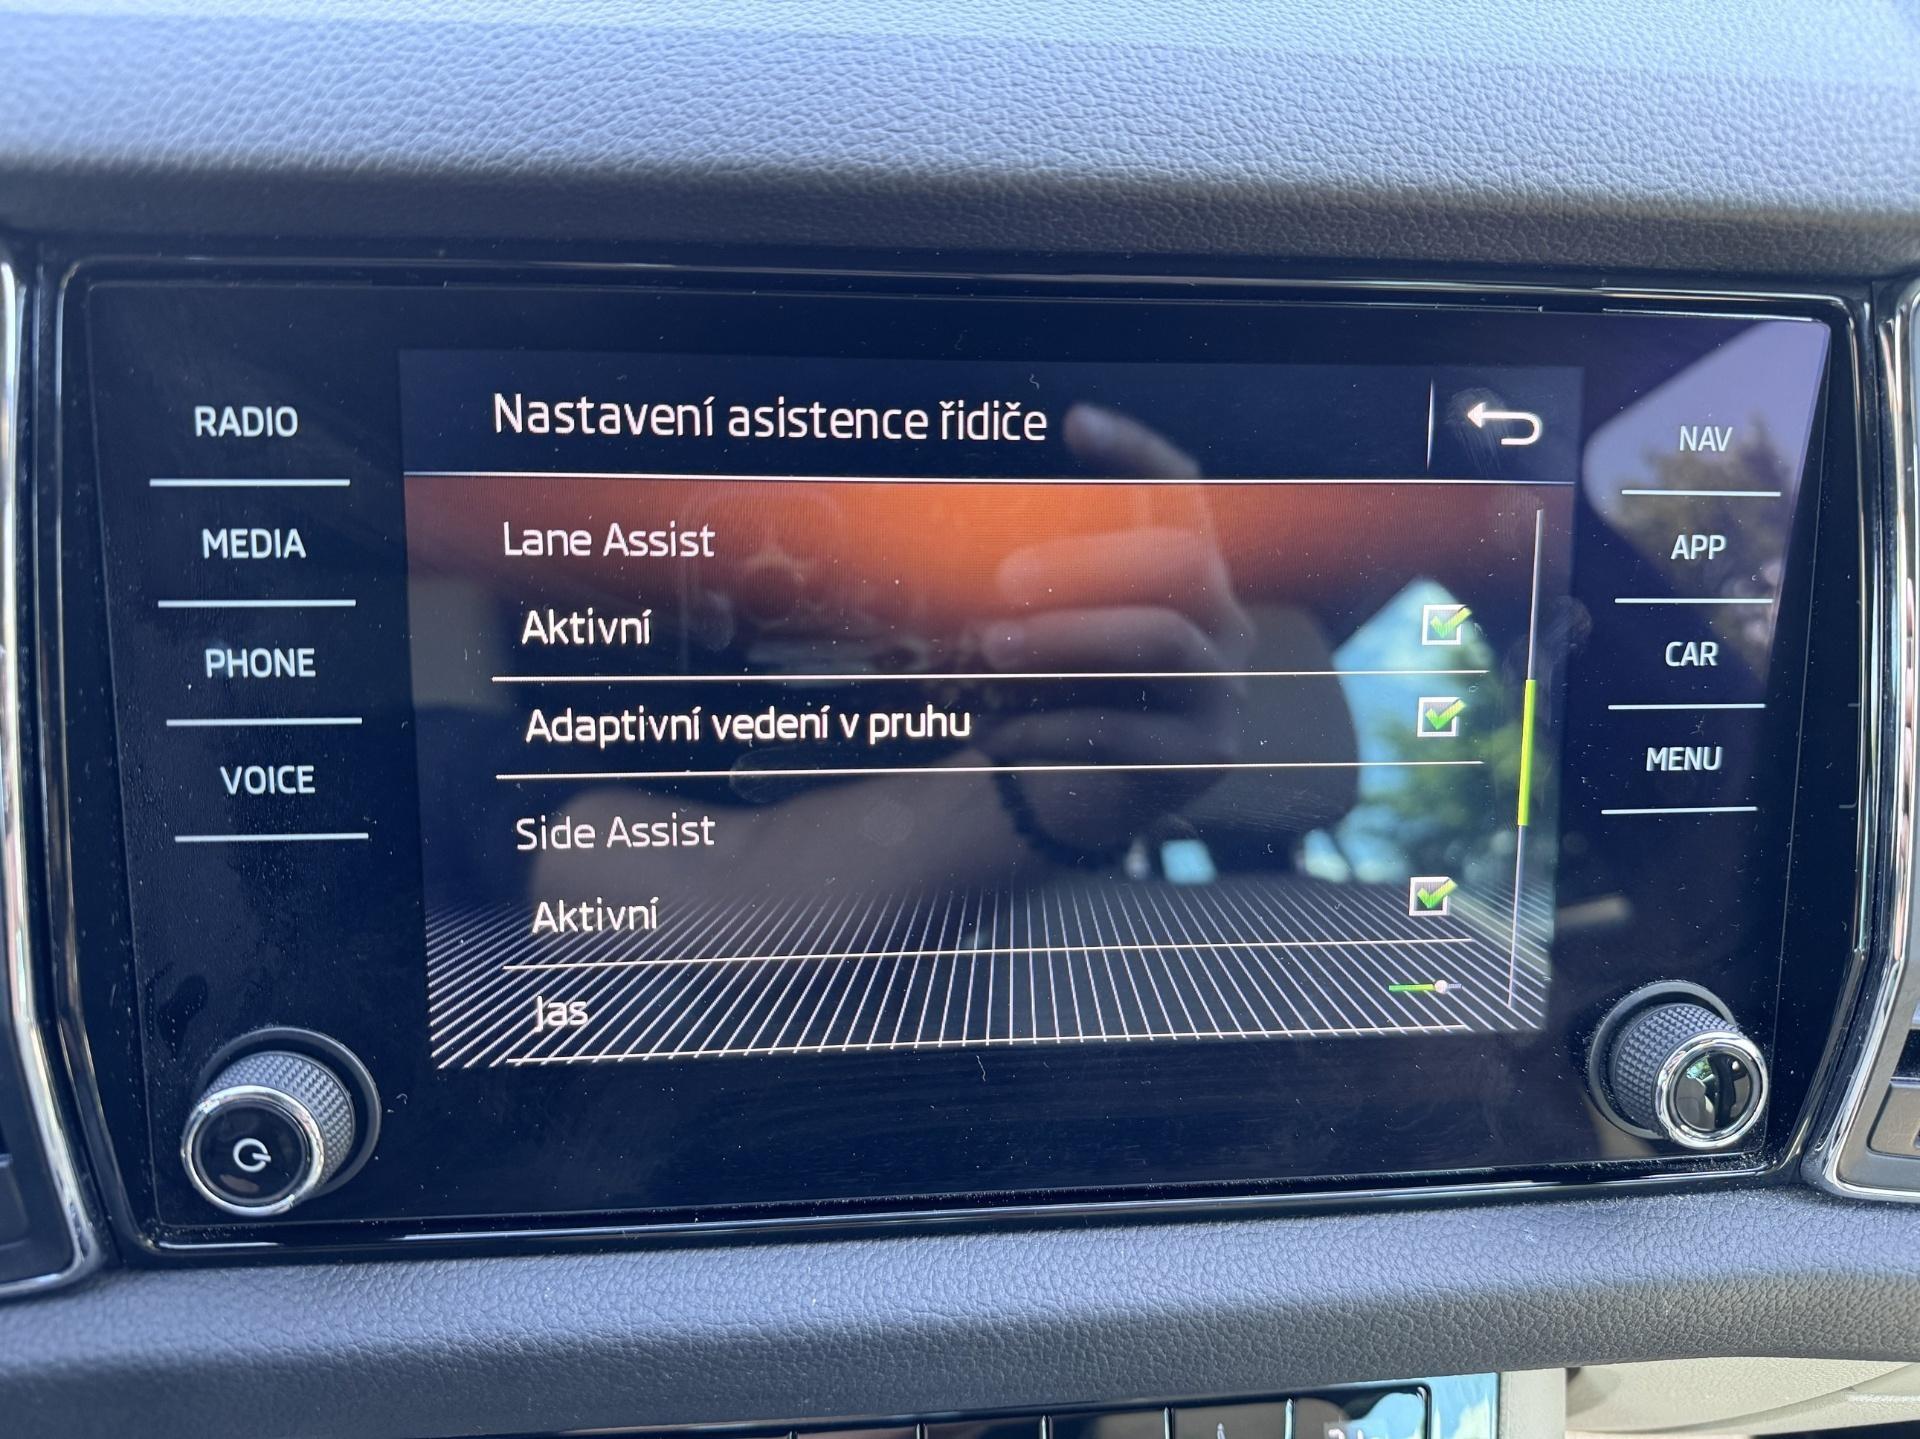 Nastavení asistence řidiče
RADIO
MEDIA
PHONE
VOICE
Lane Assist
Aktivní
Adaptivní vedení v pruhu
Side Assist
Aktivní
Jas
NAV
APP
CAR
MENU